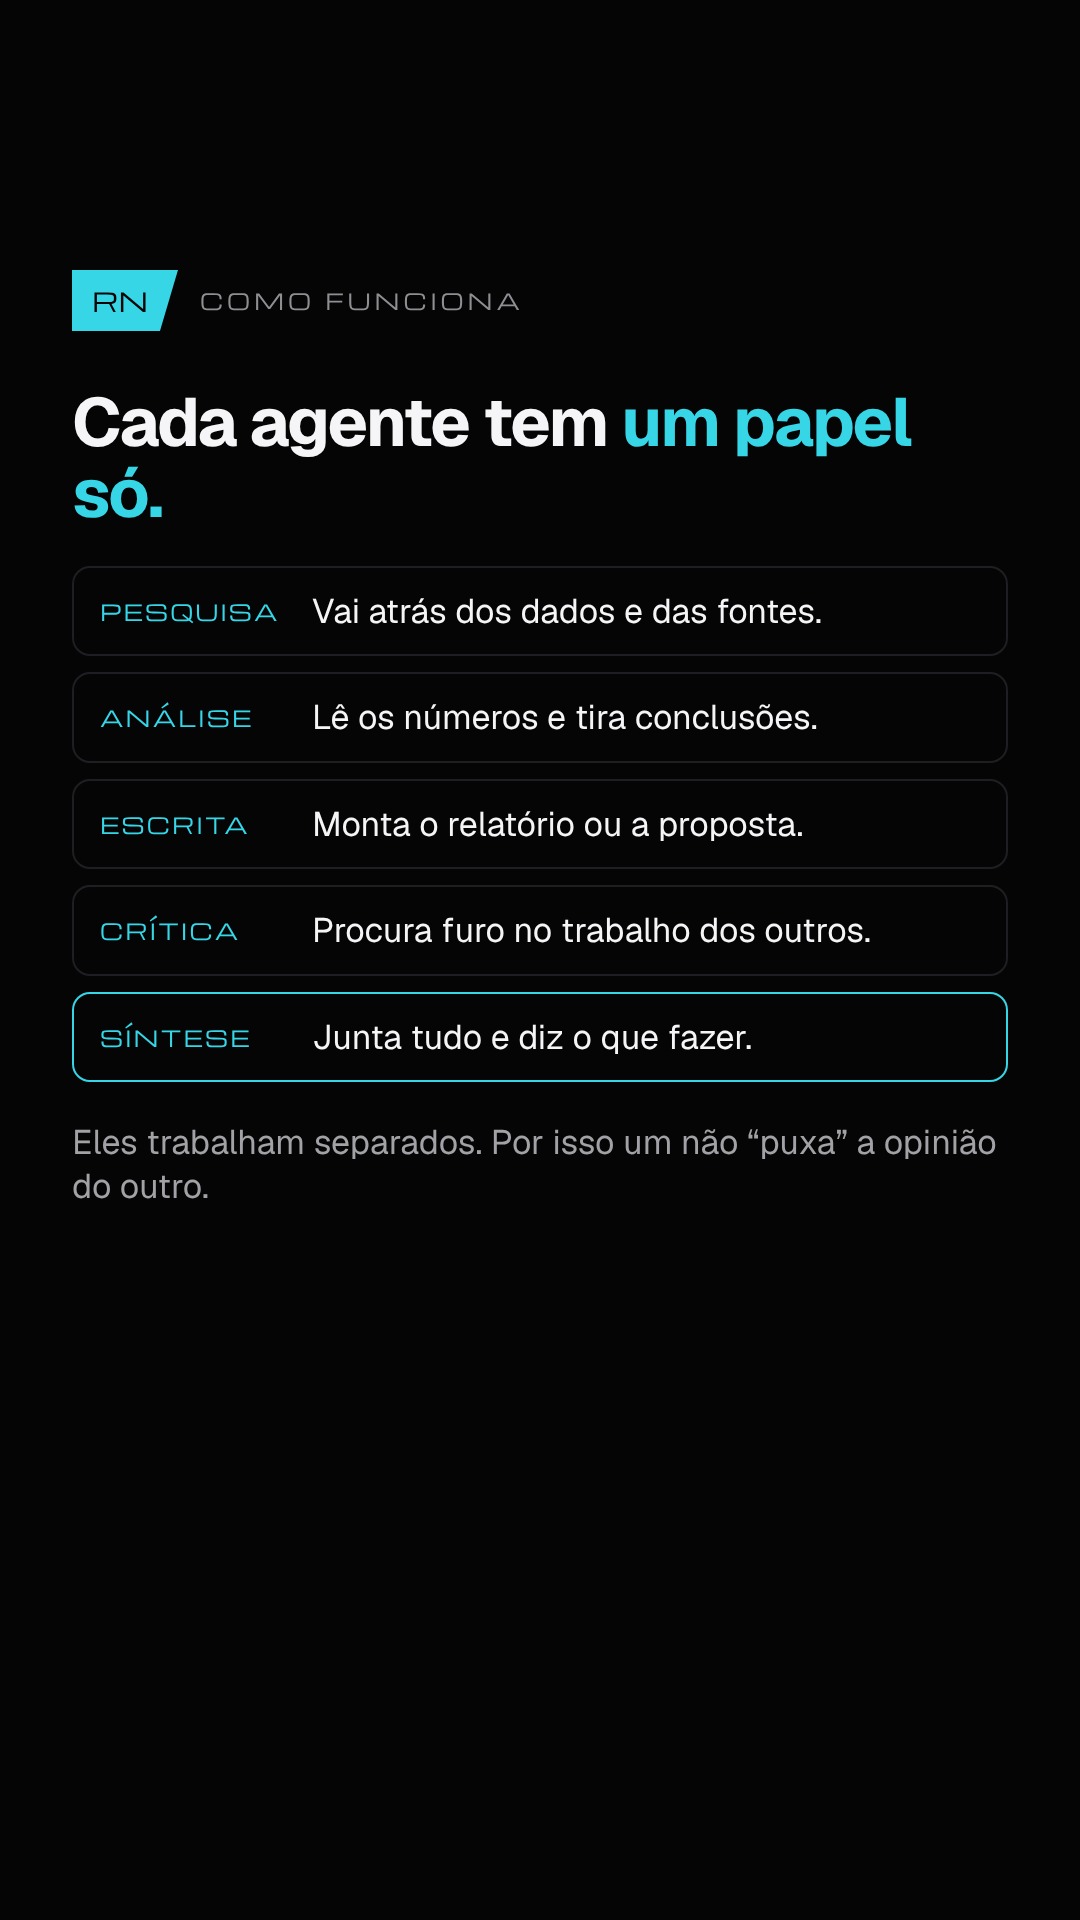 RN COMO FUNCIONA
Cada agente tem um papel
só.
PESQUISA Vai atrás dos dados e das fontes.
ANÁLISE Lê os números e tira conclusões.
ESCRITA Monta o relatório ou a proposta.
CRÍTICA Procura furo no trabalho dos outros.
SÍNTESE Junta tudo e diz o que fazer.
Eles trabalham separados. Por isso um não “puxa” a opinião
do outro.